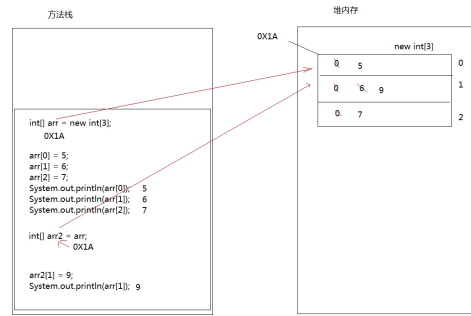 方法栈
堆内存
0X1A
new int[3]
0 5 0
0 6 9 1
0 7 2
int[] arr = new int[3];
0X1A
arr[0] = 5;
arr[1] = 6;
arr[2] = 7;
System.out.println(arr[0]); 5
System.out.println(arr[1]); 6
System.out.println(arr[2]); 7
int[] arr2 = arr;
0X1A
arr2[1] = 9;
System.out.println(arr[1]); 9